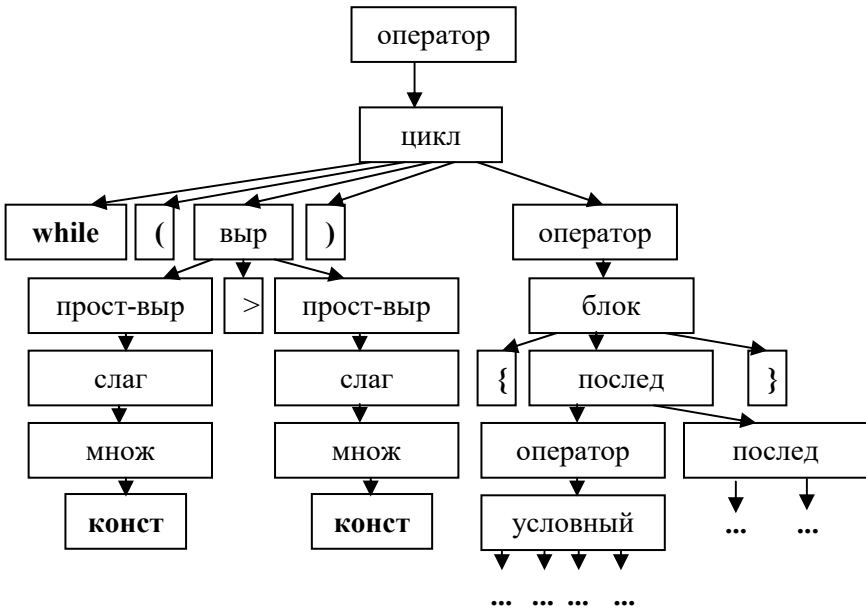 оператор
цикл
while ( выр ) оператор
прост-выр > прост-выр блок
слаг слаг { послед }
множ множ оператор послед
конст конст условный ... ...
... ... ... ...